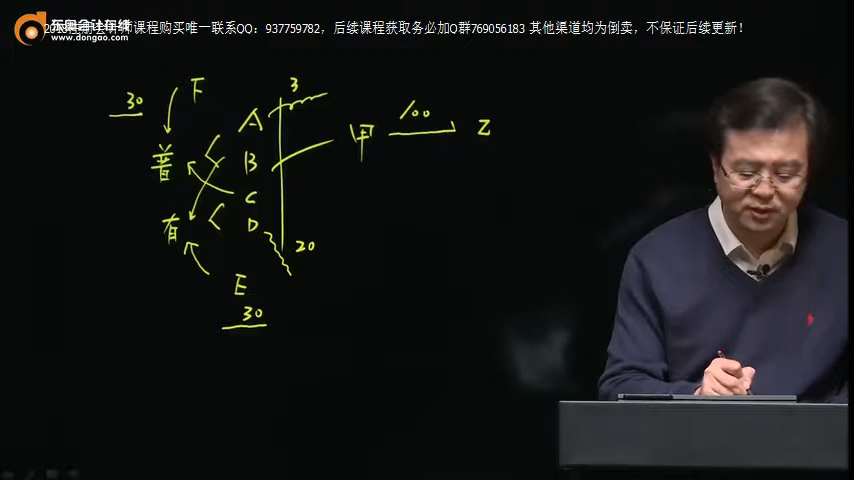 东奥会计在线
www.dongao.com
课程购买唯一联系QQ：937759782，后续课程获取务必加Q群769056183 其他渠道均为倒卖，不保证后续更新！
30 F
3
A
普
B
甲 100 Z
C
有
D
20
E
30